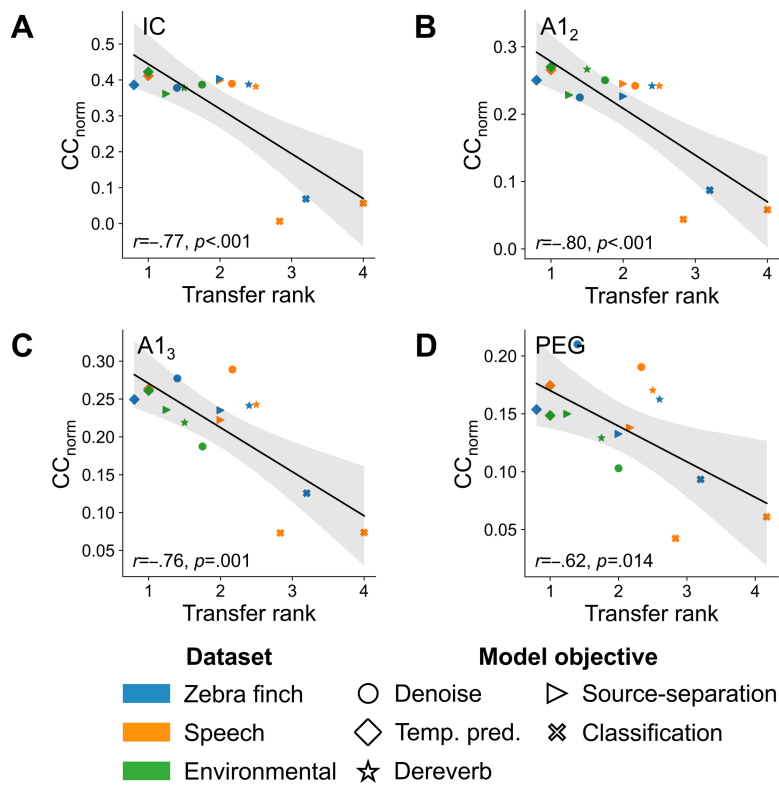 A
IC
0.5
0.4
0.3
0.2
0.1
0.0
CCnorm
r=–.77, p<.001
1 2 3 4
Transfer rank
B
A1₂
0.3
0.2
0.1
0.0
CCnorm
r=–.80, p<.001
1 2 3 4
Transfer rank
C
A1₃
0.30
0.25
0.20
0.15
0.10
0.05
CCnorm
r=–.76, p=.001
1 2 3 4
Transfer rank
D
PEG
0.20
0.15
0.10
0.05
CCnorm
r=–.62, p=.014
1 2 3 4
Transfer rank
Dataset
Zebra finch
Speech
Environmental
Model objective
Denoise
Source-separation
Temp. pred.
Classification
Dereverb